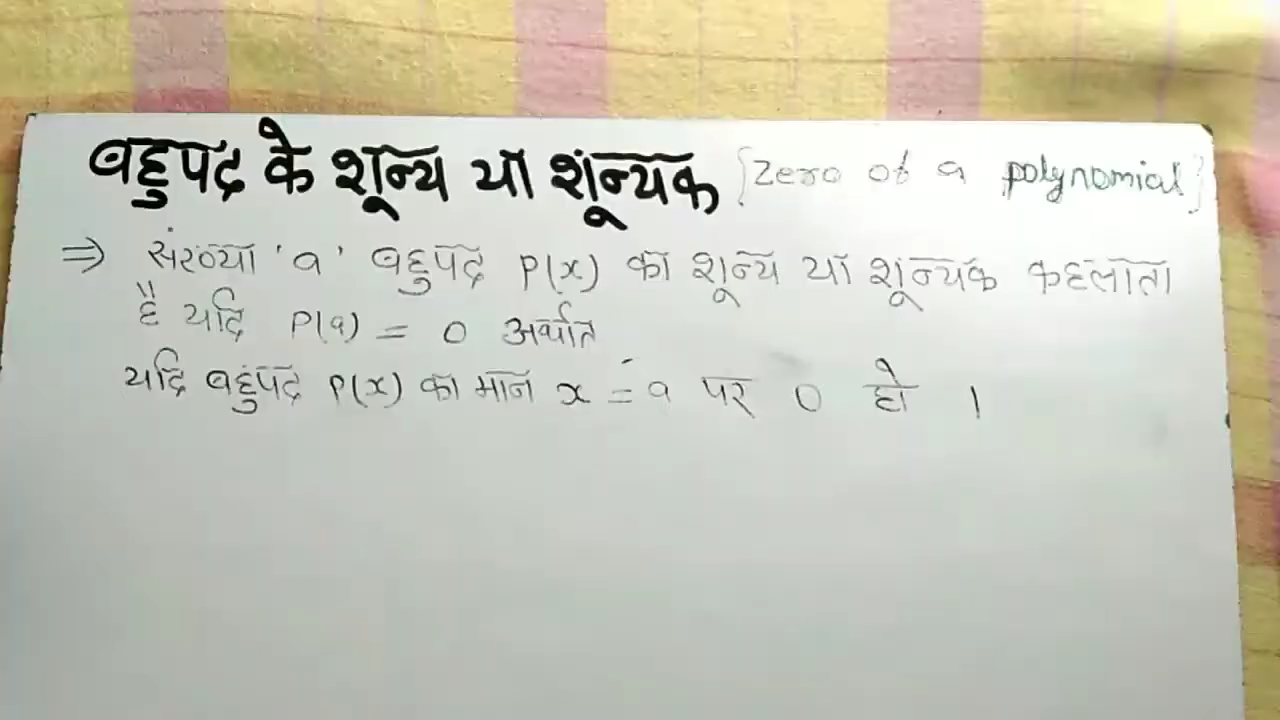 बहुपद के शून्य या शून्यक {Zero of a polynomial}
⇒ संख्या 'a' बहुपद P(x) का शून्य या शून्यक कहलाता
है यदि P(a) = 0 अर्थात
यदि बहुपद P(x) का मान x = a पर 0 हो ।